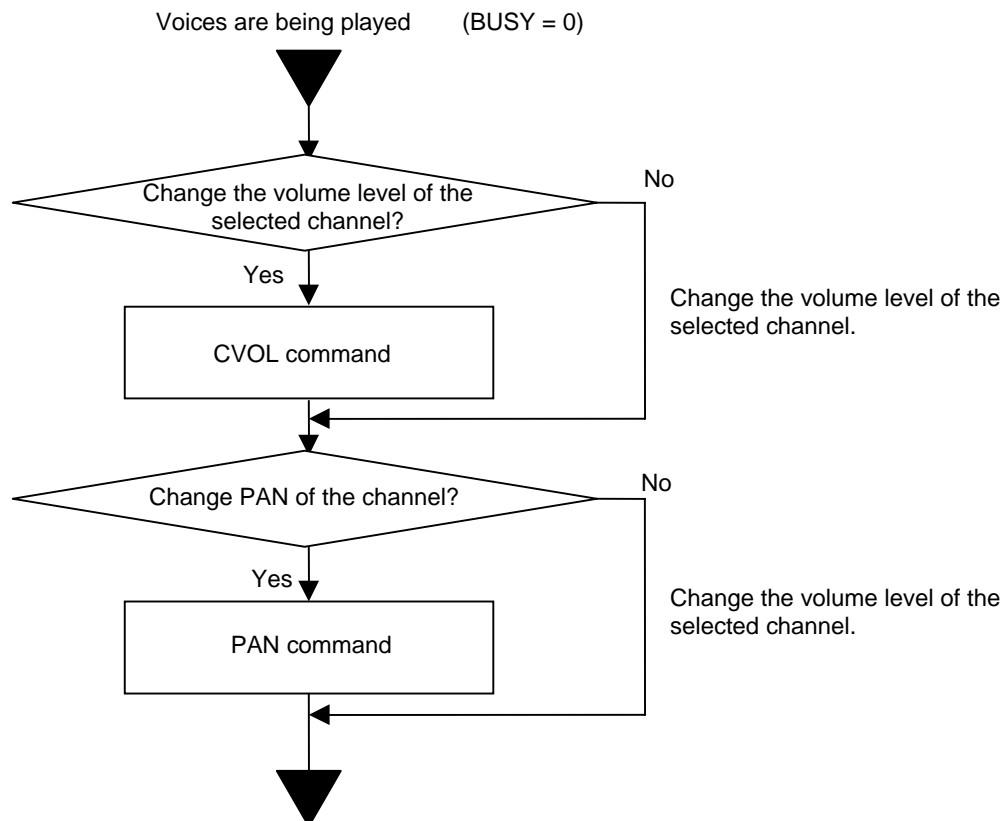 Voices are being played (BUSY = 0)
Change the volume level of the
selected channel?
No
Yes
Change the volume level of the
selected channel.
CVOL command
Change PAN of the channel?
No
Yes
Change the volume level of the
selected channel.
PAN command